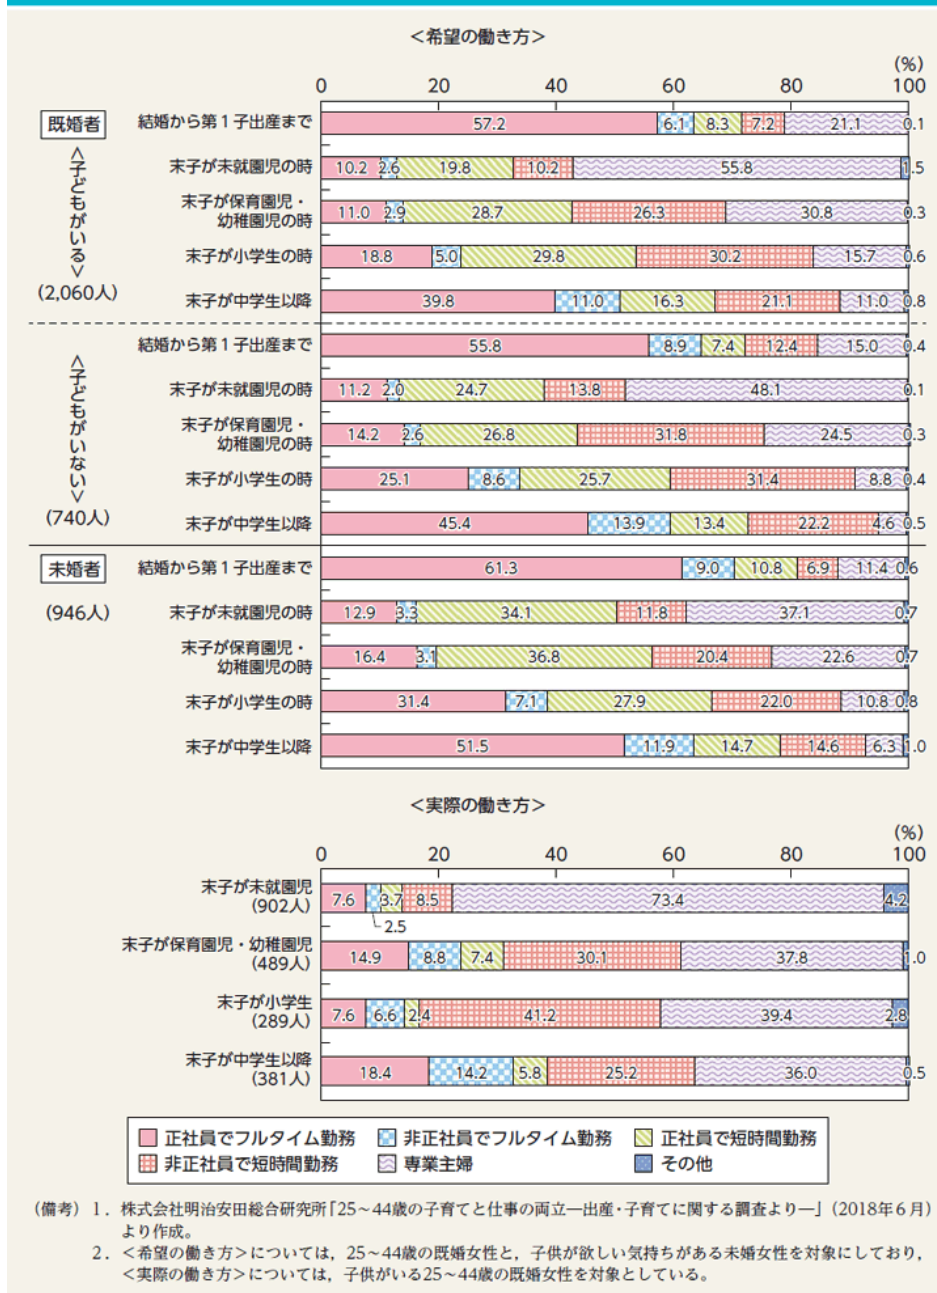 ＜希望の働き方＞
(%)
0 20 40 60 80 100
既婚者
＜子どもがいる＞
(2,060人)
結婚から第１子出産まで 57.2 6.1 8.3 7.2 21.1 0.1
末子が未就園児の時 10.2 2.6 19.8 10.2 55.8 1.5
末子が保育園児・
幼稚園児の時 11.0 2.9 28.7 26.3 30.8 0.3
末子が小学生の時 18.8 5.0 29.8 30.2 15.7 0.6
末子が中学生以降 39.8 11.0 16.3 21.1 11.0 0.8
＜子どもがいない＞
(740人)
結婚から第１子出産まで 55.8 8.9 7.4 12.4 15.0 0.4
末子が未就園児の時 11.2 2.0 24.7 13.8 48.1 0.1
末子が保育園児・
幼稚園児の時 14.2 2.6 26.8 31.8 24.5 0.3
末子が小学生の時 25.1 8.6 25.7 31.4 8.8 0.4
末子が中学生以降 45.4 13.9 13.4 22.2 4.6 0.5
未婚者
(946人)
結婚から第１子出産まで 61.3 9.0 10.8 6.9 11.4 0.6
末子が未就園児の時 12.9 3.3 34.1 11.8 37.1 0.7
末子が保育園児・
幼稚園児の時 16.4 3.1 36.8 20.4 22.6 0.7
末子が小学生の時 31.4 7.1 27.9 22.0 10.8 0.8
末子が中学生以降 51.5 11.9 14.7 14.6 6.3 1.0
＜実際の働き方＞
(%)
0 20 40 60 80 100
末子が未就園児
(902人) 7.6 2.5 3.7 8.5 73.4 4.2
末子が保育園児・幼稚園児
(489人) 14.9 8.8 7.4 30.1 37.8 1.0
末子が小学生
(289人) 7.6 6.6 2.4 41.2 39.4 2.8
末子が中学生以降
(381人) 18.4 14.2 5.8 25.2 36.0 0.5
正社員でフルタイム勤務 非正社員でフルタイム勤務 正社員で短時間勤務
非正社員で短時間勤務 専業主婦 その他
（備考）１．株式会社明治安田総合研究所「25～44歳の子育てと仕事の両立―出産・子育てに関する調査より―」（2018年６月）
より作成。
２．＜希望の働き方＞については，25～44歳の既婚女性と，子供が欲しい気持ちがある未婚女性を対象にしており，
＜実際の働き方＞については，子供がいる25～44歳の既婚女性を対象としている。